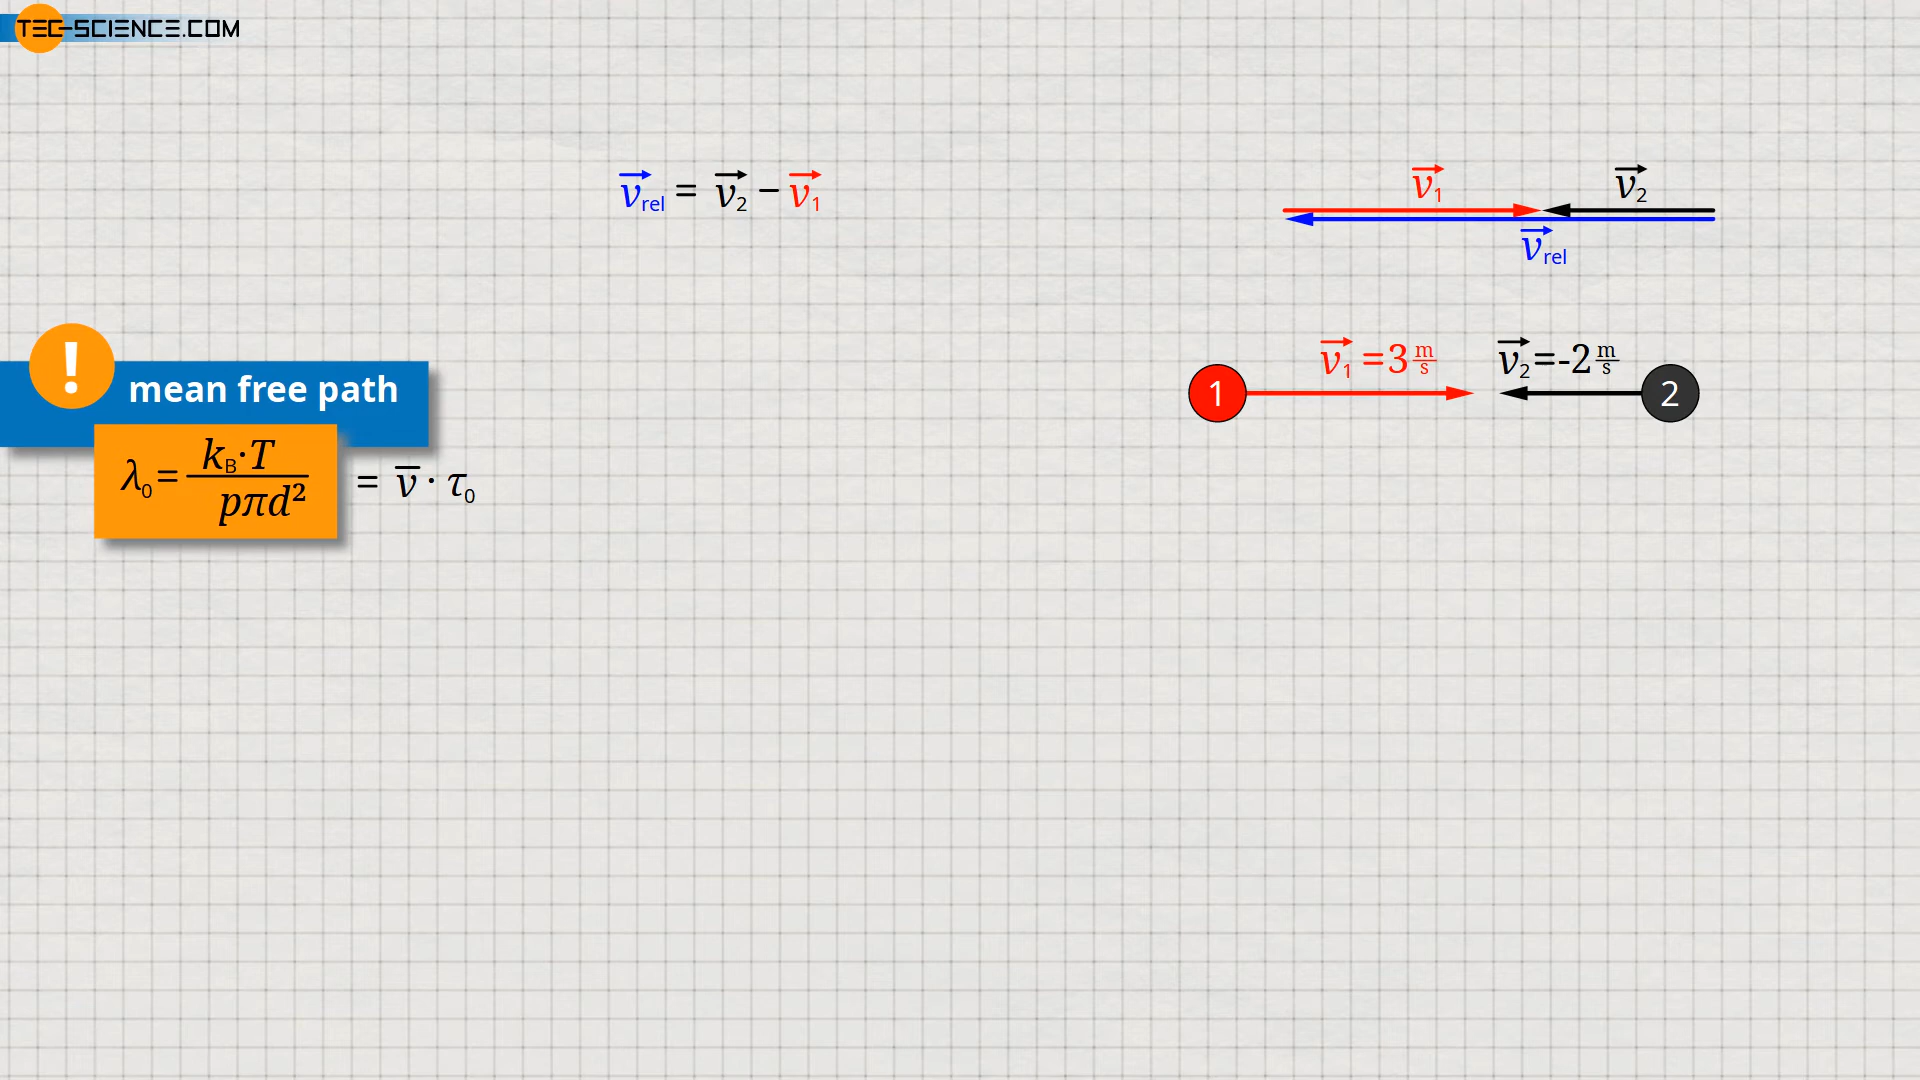 TEC-SCIENCE.COM
v⃗rel = v⃗2 − v⃗1
v⃗1 v⃗2
v⃗rel
v⃗1 =3 m/s v⃗2=-2 m/s
1 2
!
mean free path
λ0 = kB·T / pπd² = v̅ · τ0